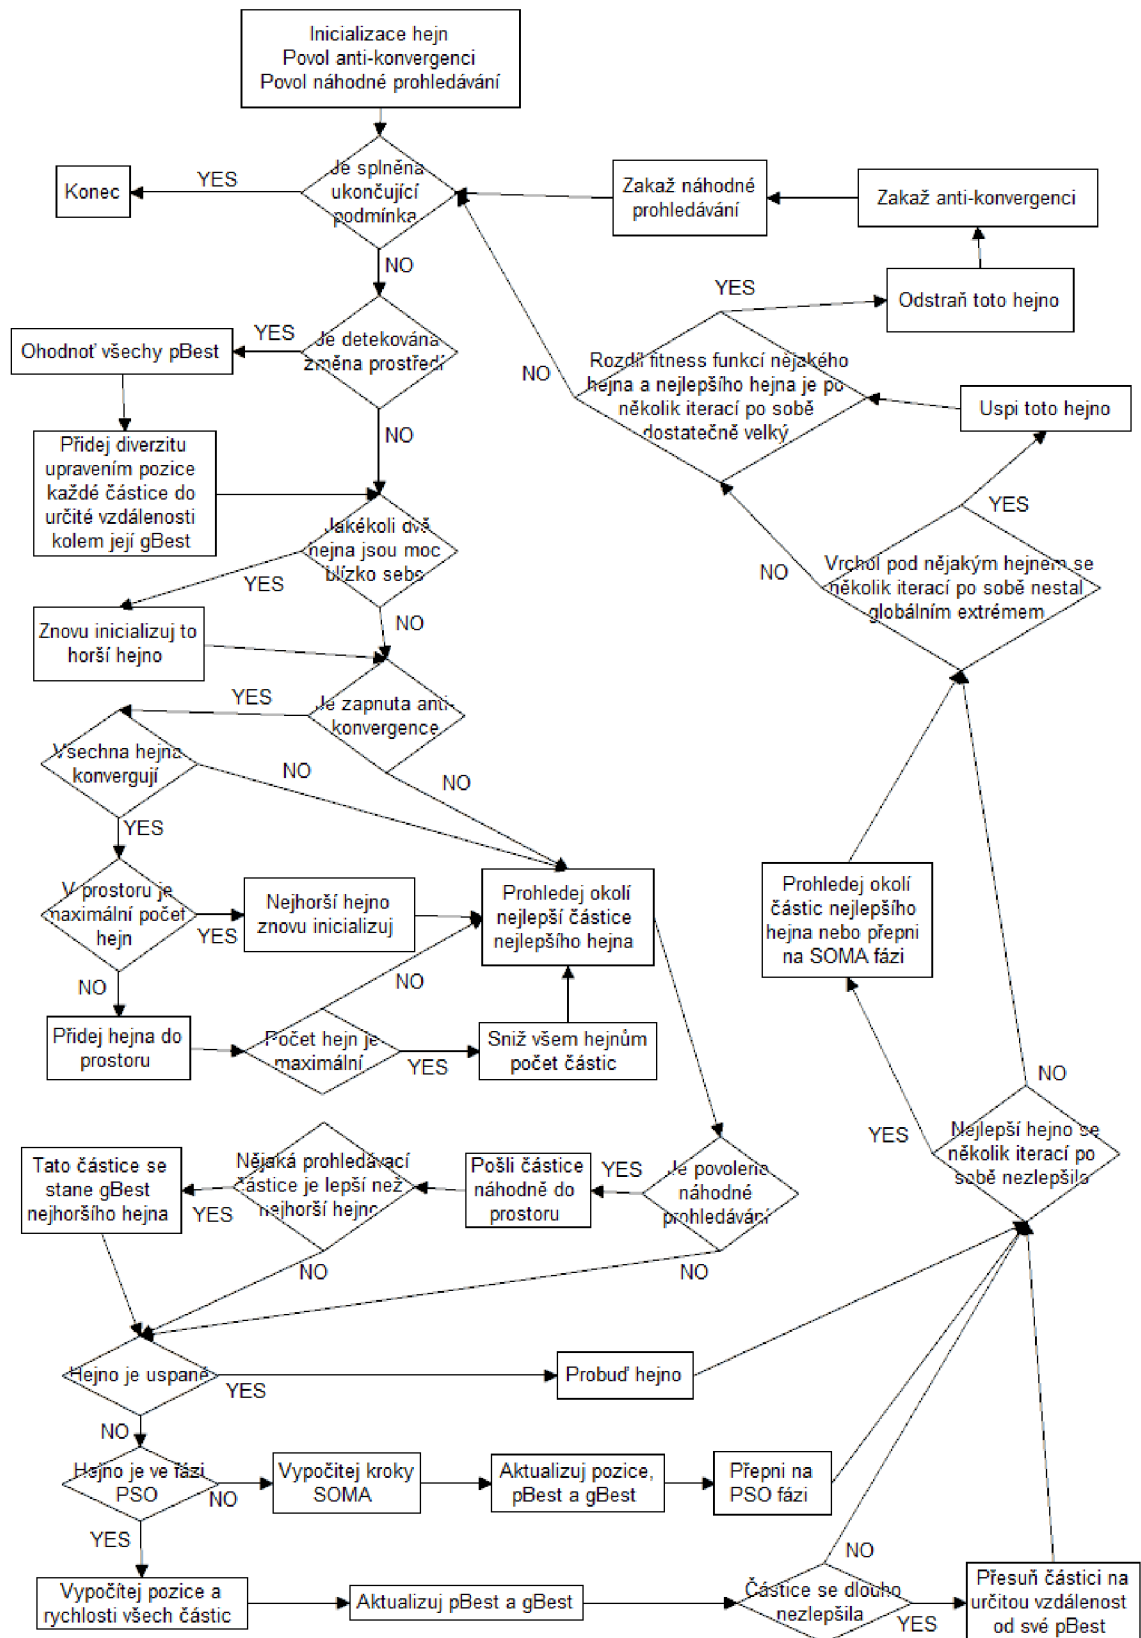 Inicializace hejn
Povol anti-konvergenci
Povol náhodné prohledávání
Je splněna
ukončující
podmínka
YES
Konec
Zakaž náhodné
prohledávání
Zakaž anti-konvergenci
NO
YES
Odstraň toto hejno
Je detekována
změna prostředí
YES
Ohodnoť všechy pBest
Rozdíl fitness funkcí nějakého
hejna a nejlepšího hejna je po
několik iterací po sobě
dostatečně velký
NO
Uspi toto hejno
NO
Přidej diverzitu
upravením pozice
každé částice do
určité vzdálenosti
kolem její gBest
YES
Jakékoli dvě
hejna jsou moc
blízko sebe
YES
Vrchol pod nějakým hejnem se
několik iterací po sobě nestal
globálním extrémem
NO
NO
Znovu inicializuj to
horší hejno
YES
Je zapnuta anti-
konvergence
Všechna hejna
konvergují
NO
NO
YES
V prostoru je
maximální počet
hejn
YES
Nejhorší hejno
znovu inicializuj
Prohledej okolí
nejlepší částice
nejlepšího hejna
Prohledej okolí
částic nejlepšího
hejna nebo přepni
na SOMA fázi
NO
NO
Přidej hejna do
prostoru
Počet hejn je
maximální
YES
Sniž všem hejnům
počet částic
NO
YES
Nejlepší hejno se
několik iterací po
sobě nezlepšilo
Tato částice se
stane gBest
nejhoršího hejna
YES
Nějaká prohledávací
částice je lepší než
nejhorší hejno
Pošli částice
náhodně do
prostoru
YES
Je povoleno
náhodné
prohledávání
NO
NO
Hejno je uspané
YES
Probuď hejno
NO
Hejno je ve fázi
PSO
NO
Vypočitej kroky
SOMA
Aktualizuj pozice,
pBest a gBest
Přepni na
PSO fázi
YES
NO
Vypočítej pozice a
rychlosti všech částic
Aktualizuj pBest a gBest
Částice se dlouho
nezlepšila
YES
Přesuň částici na
určitou vzdálenost
od své pBest